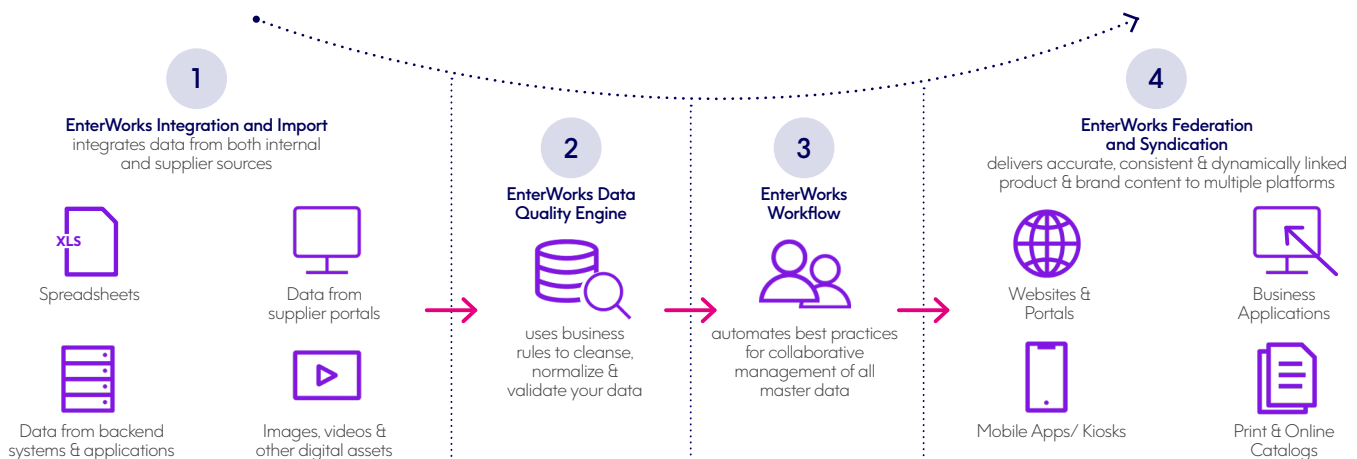 1
EnterWorks Integration and Import
integrates data from both internal
and supplier sources
XLS
Spreadsheets
Data from
supplier portals
Data from backend
systems & applications
Images, videos &
other digital assets
2
EnterWorks Data
Quality Engine
uses business
rules to cleanse,
normalize &
validate your data
3
EnterWorks
Workflow
automates best practices
for collaborative
management of all
master data
4
EnterWorks Federation
and Syndication
delivers accurate, consistent & dynamically linked
product & brand content to multiple platforms
Websites &
Portals
Business
Applications
Mobile Apps/ Kiosks
Print & Online
Catalogs